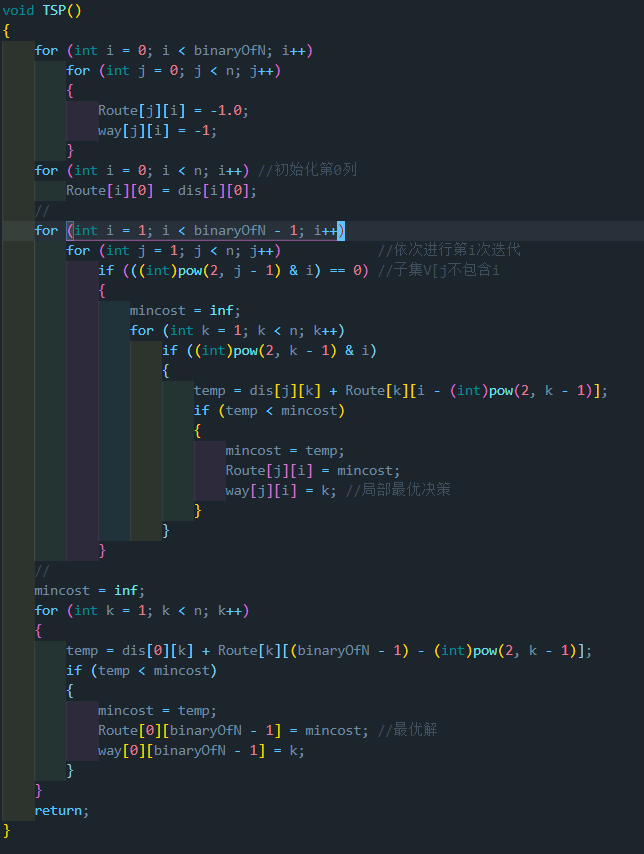 void TSP()
{
for (int i = 0; i < binaryOfN; i++)
for (int j = 0; j < n; j++)
{
Route[j][i] = -1.0;
way[j][i] = -1;
}
for (int i = 0; i < n; i++) //初始化第0列
Route[i][0] = dis[i][0];
//
for (int i = 1; i < binaryOfN - 1; i++)
for (int j = 1; j < n; j++) //依次进行第i次迭代
if (((int)pow(2, j - 1) & i) == 0) //子集V[j不包含i
{
mincost = inf;
for (int k = 1; k < n; k++)
if ((int)pow(2, k - 1) & i)
{
temp = dis[j][k] + Route[k][i - (int)pow(2, k - 1)];
if (temp < mincost)
{
mincost = temp;
Route[j][i] = mincost;
way[j][i] = k; //局部最优决策
}
}
}
//
mincost = inf;
for (int k = 1; k < n; k++)
{
temp = dis[0][k] + Route[k][(binaryOfN - 1) - (int)pow(2, k - 1)];
if (temp < mincost)
{
mincost = temp;
Route[0][binaryOfN - 1] = mincost; //最优解
way[0][binaryOfN - 1] = k;
}
}
return;
}